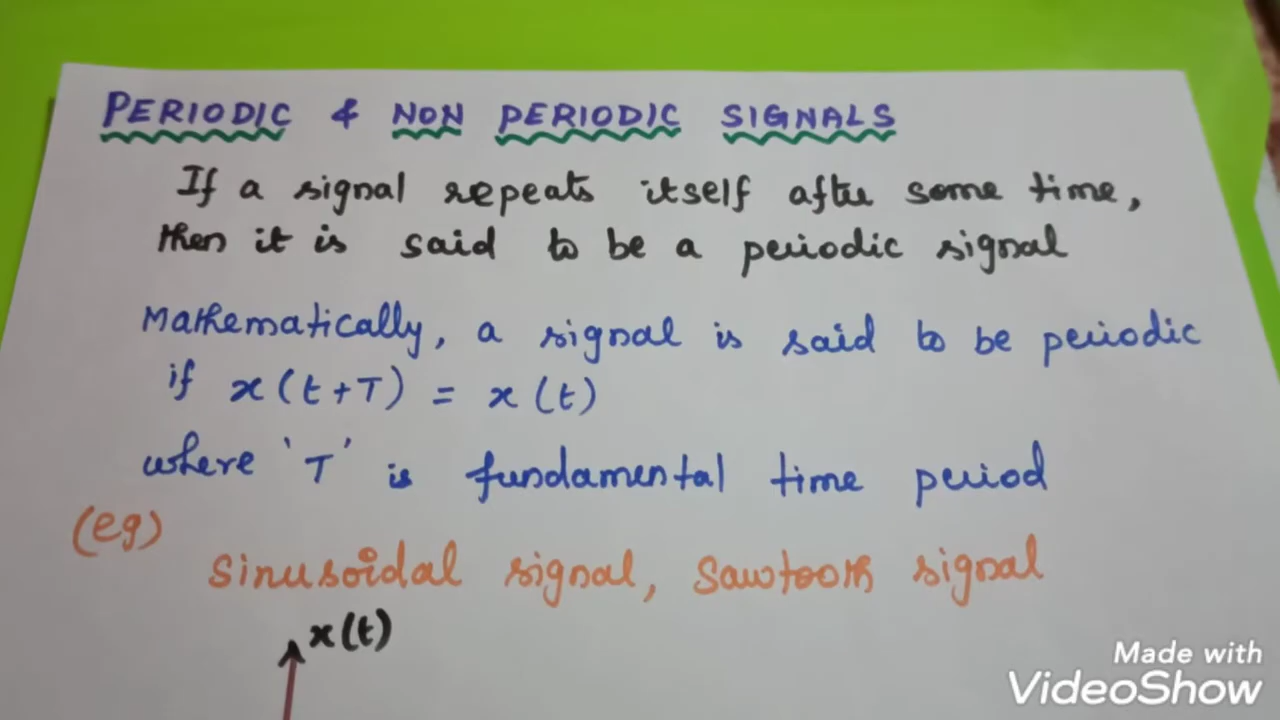 PERIODIC & NON PERIODIC SIGNALS
If a signal repeats itself after some time,
then it is said to be a periodic signal
Mathematically, a signal is said to be periodic
if x(t+T) = x(t)
where 'T' is fundamental time period
(eg)
Sinusoidal signal, Sawtooth signal
x(t)
Made with
VideoShow